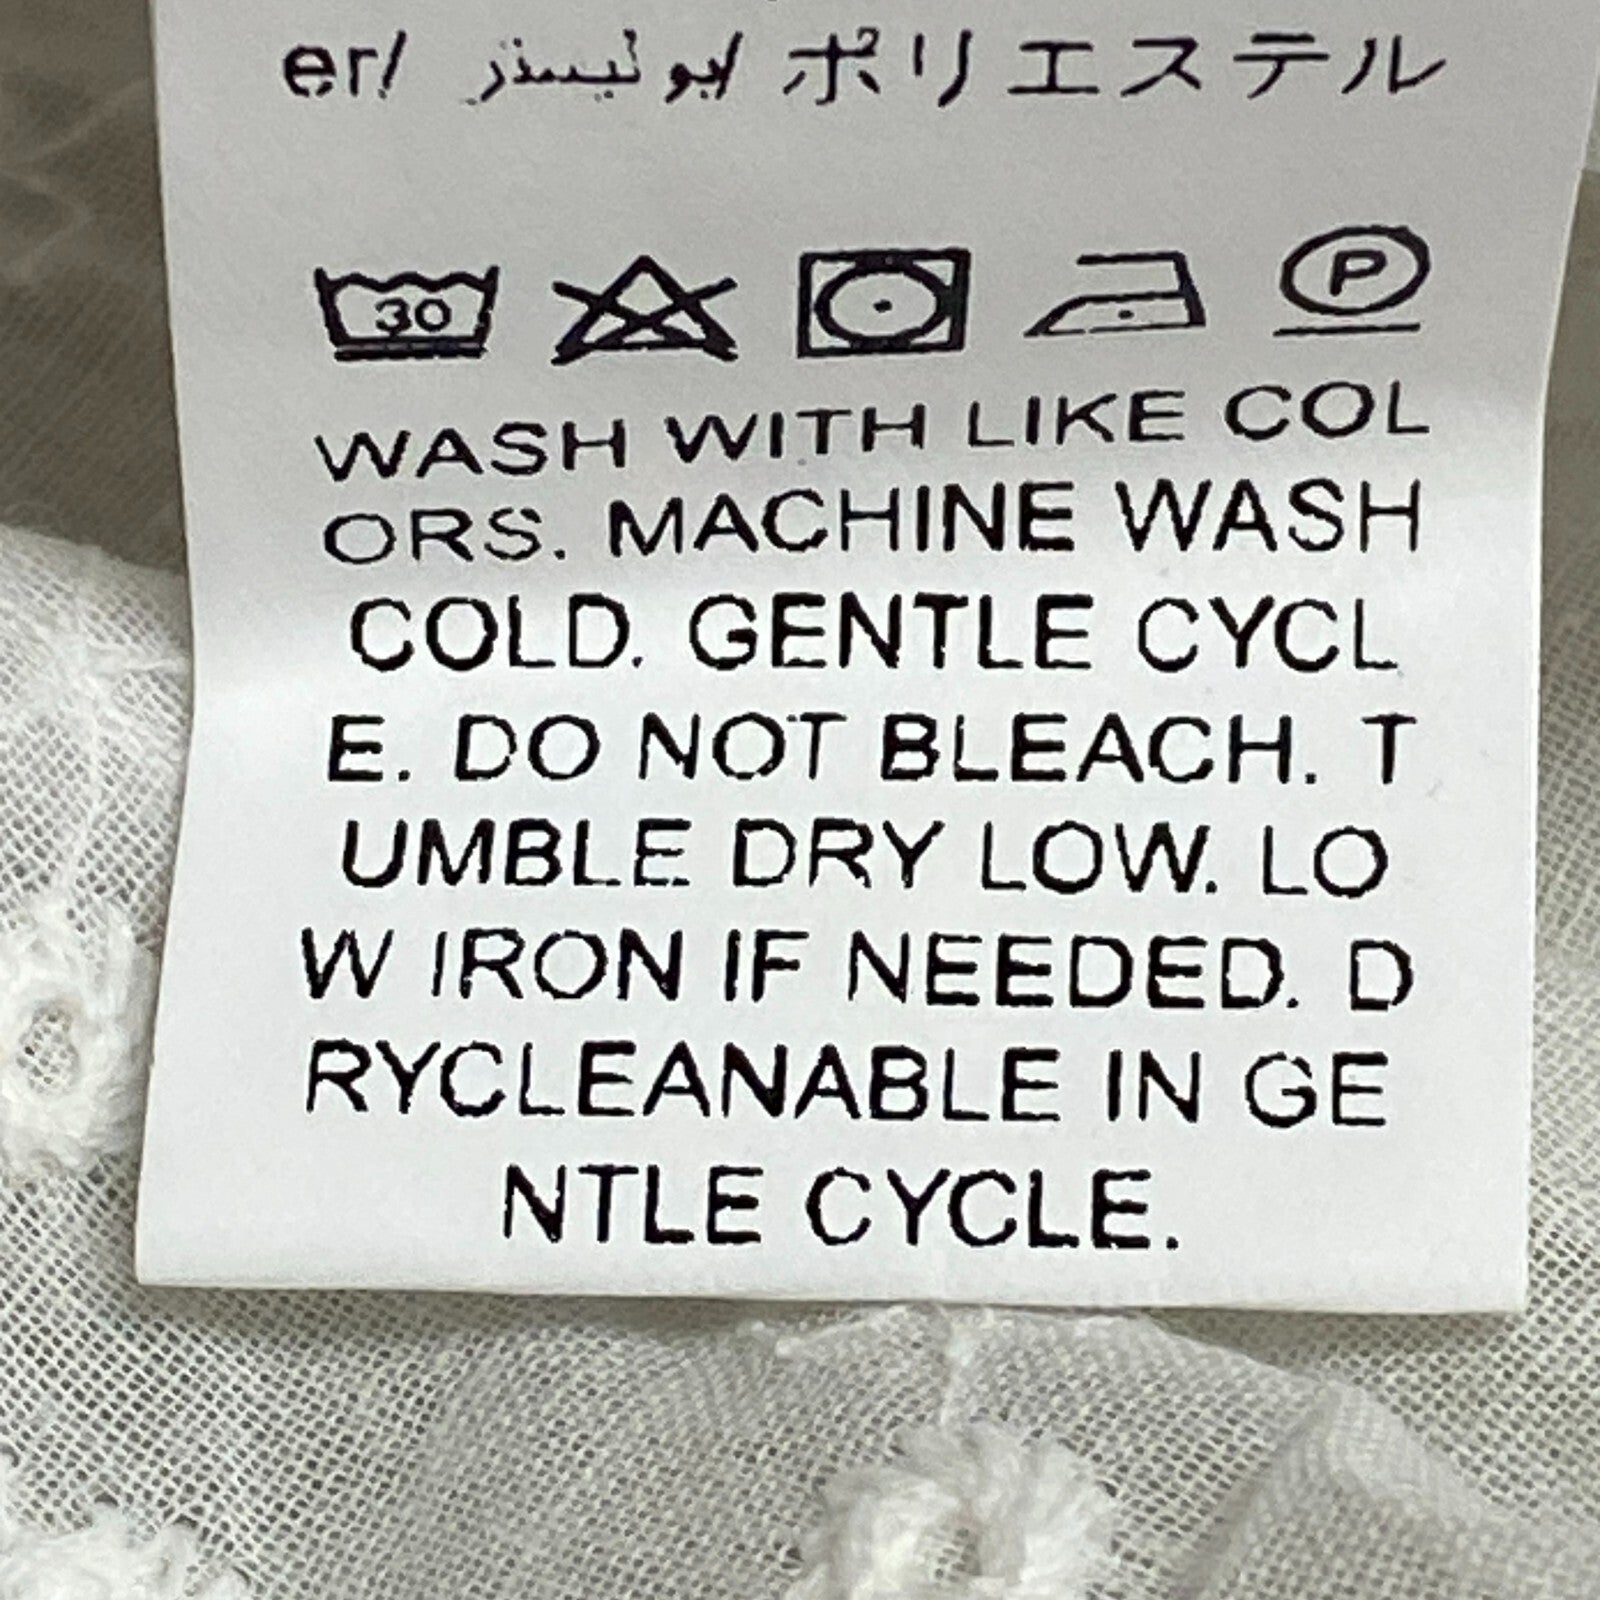 er/ ポリエステル
30 P
WASH WITH LIKE COL
ORS. MACHINE WASH
COLD. GENTLE CYCL
E. DO NOT BLEACH. T
UMBLE DRY LOW. LO
W IRON IF NEEDED. D
RYCLEANABLE IN GE
NTLE CYCLE.